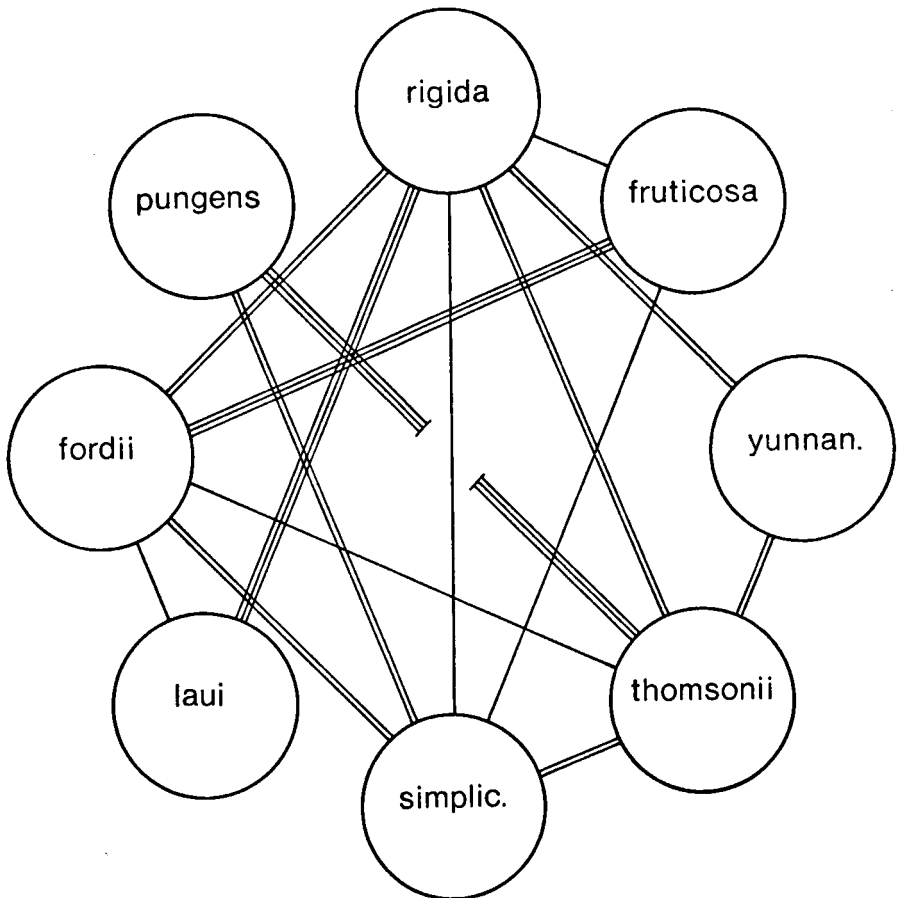 rigida
pungens
fruticosa
fordii
yunnan.
laui
thomsonii
simplic.